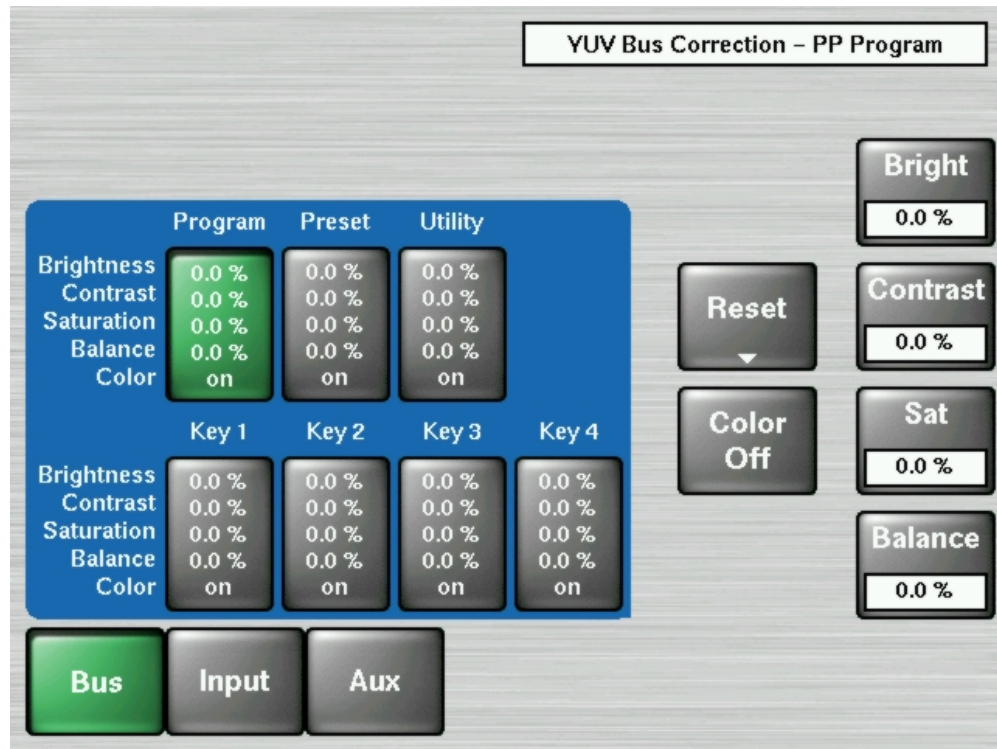 YUV Bus Correction – PP Program
Bright
0.0 %
Program Preset Utility
Brightness 0.0 % 0.0 % 0.0 %
Contrast 0.0 % 0.0 % 0.0 %
Saturation 0.0 % 0.0 % 0.0 %
Balance 0.0 % 0.0 % 0.0 %
Color on on on
Reset
Contrast
0.0 %
Key 1 Key 2 Key 3 Key 4
Brightness 0.0 % 0.0 % 0.0 % 0.0 %
Contrast 0.0 % 0.0 % 0.0 % 0.0 %
Saturation 0.0 % 0.0 % 0.0 % 0.0 %
Balance 0.0 % 0.0 % 0.0 % 0.0 %
Color on on on on
Color
Off
Sat
0.0 %
Balance
0.0 %
Bus Input Aux